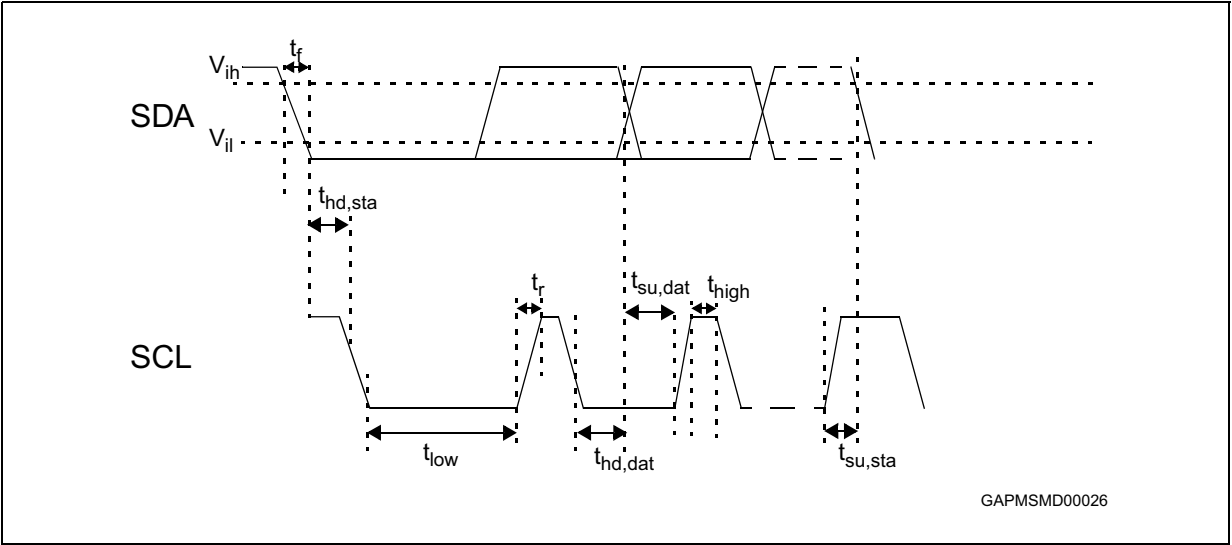 t_f
V_ih
SDA
V_il
t_hd,sta
t_r
t_su,dat
t_high
SCL
t_low
t_hd,dat
t_su,sta
GAPMSMD00026